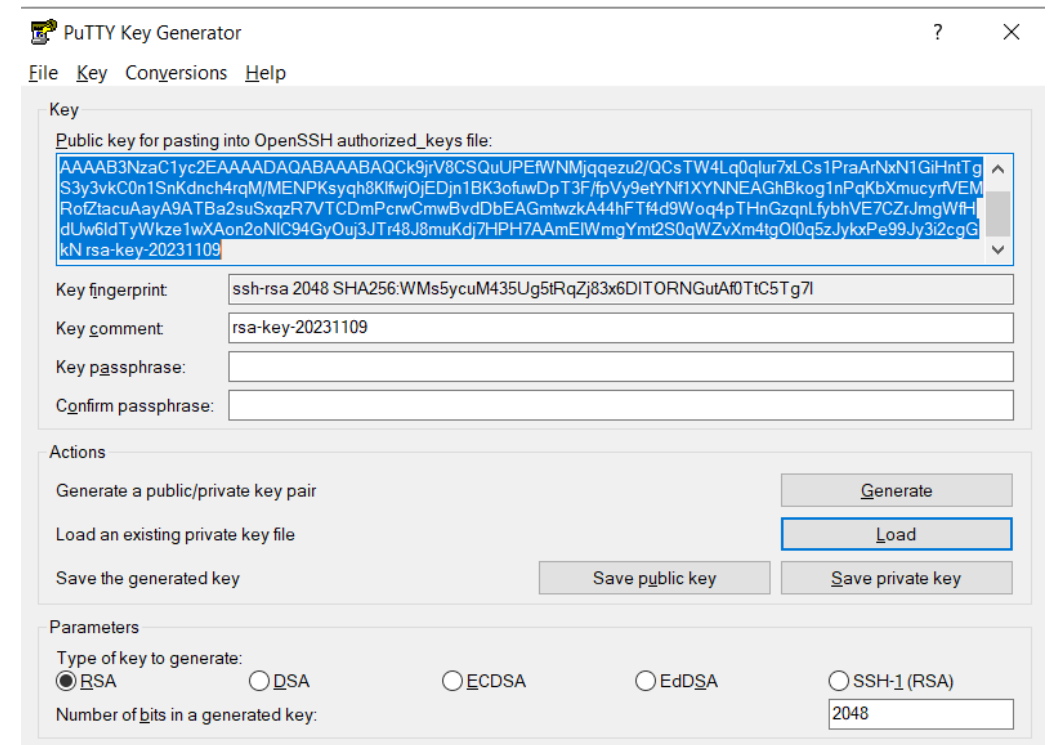 PuTTY Key Generator
?
File Key Conversions Help
Key
Public key for pasting into OpenSSH authorized_keys file:
AAAAB3NzaC1yc2EAAAADAQABAAABAQCk9jrV8CSQuUPEfWNMjqqezu2/QCsTW4Lq0qlur7xLCs1PraArNxN1GiHntTg
S3y3vkC0n1SnKdnch4rqM/MENPKsyqh8KlfwjOjEDjn1BK3ofuwDpT3F/fpVy9etYNf1XYNNEAGhBkog1nPqKbXmucyrfVEM
RofZtacuAayA9ATBa2suSxqzR7VTCDmPcrwCmwBvdDbEAGmtwzkA44hFTf4d9Woq4pTHnGzqnLfybhVE7CZrJmgWfH
dUw6IdTyWkze1wXAon2oNIC94GyOuj3JTr48J8muKdj7HPH7AAmEIWmgYmt2S0qWZvXm4tgOl0q5zJykxPe99Jy3i2cgG
kN rsa-key-20231109
Key fingerprint: ssh-rsa 2048 SHA256:WMs5ycuM435Ug5tRqZj83x6DITORNGutAf0TtC5Tg7I
Key comment: rsa-key-20231109
Key passphrase:
Confirm passphrase:
Actions
Generate a public/private key pair Generate
Load an existing private key file Load
Save the generated key Save public key Save private key
Parameters
Type of key to generate:
RSA DSA ECDSA EdDSA SSH-1 (RSA)
Number of bits in a generated key: 2048